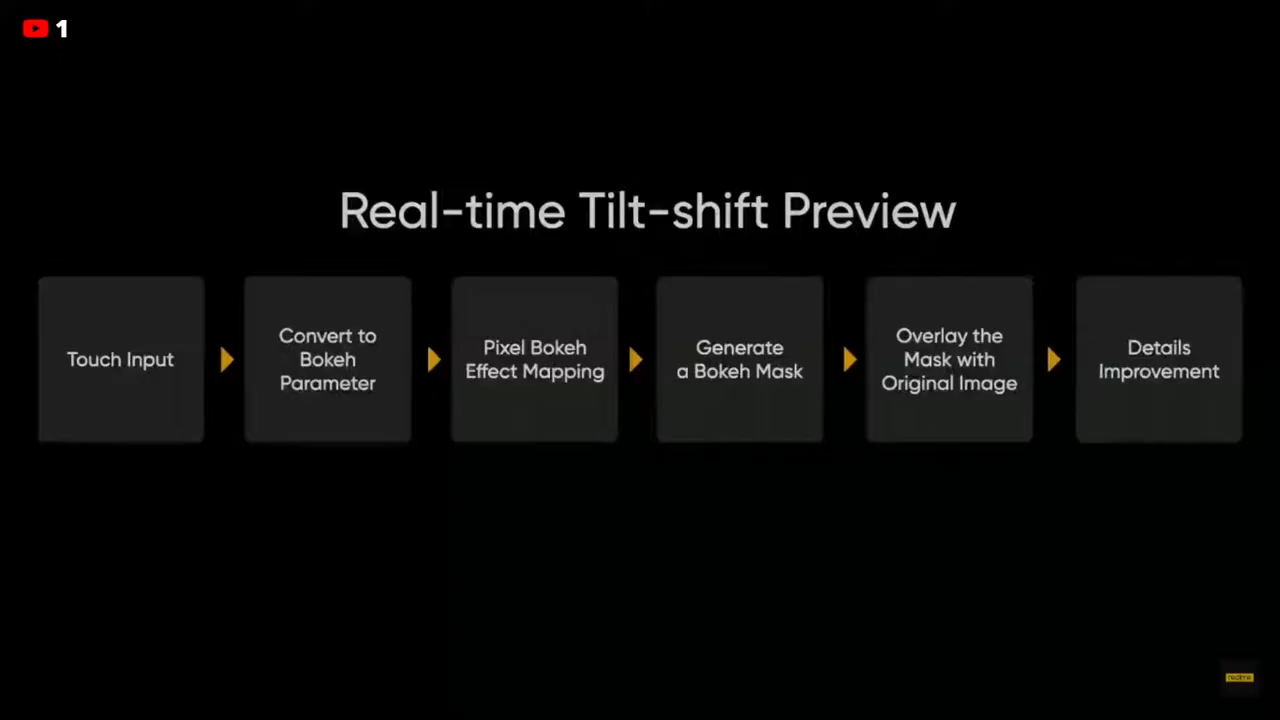 1
Real-time Tilt-shift Preview
Touch Input
Convert to
Bokeh
Parameter
Pixel Bokeh
Effect Mapping
Generate
a Bokeh Mask
Overlay the
Mask with
Original Image
Details
Improvement
realme